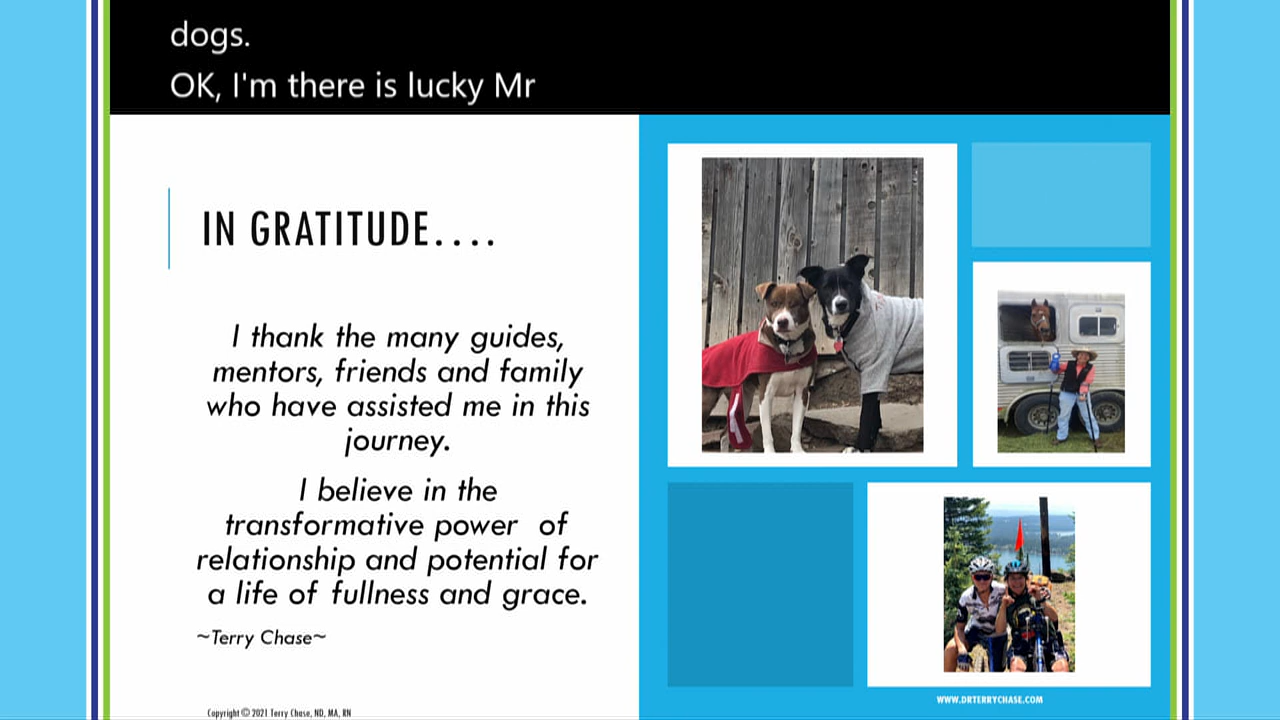 dogs.
OK, I'm there is lucky Mr
IN GRATITUDE....
I thank the many guides,
mentors, friends and family
who have assisted me in this
journey.
I believe in the
transformative power of
relationship and potential for
a life of fullness and grace.
~Terry Chase~
Copyright © 2021 Terry Chase, ND, MA, RN
WWW.DRTERRYCHASE.COM